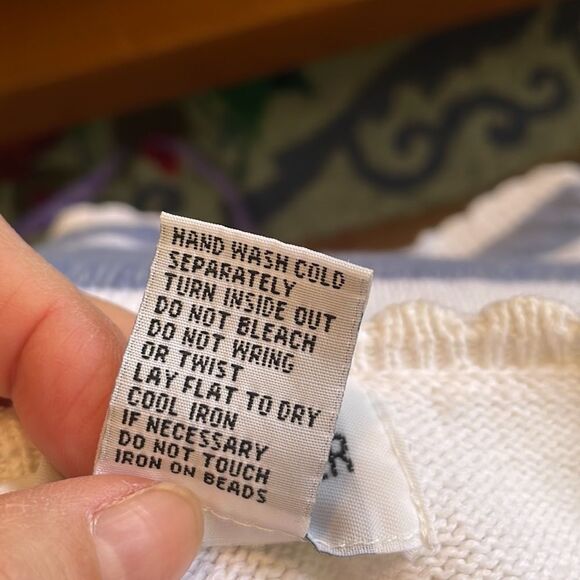 HAND WASH COLD
SEPARATELY
TURN INSIDE OUT
DO NOT BLEACH
DO NOT WRING
OR TWIST
LAY FLAT TO DRY
COOL IRON
IF NECESSARY
DO NOT TOUCH
IRON ON BEADS